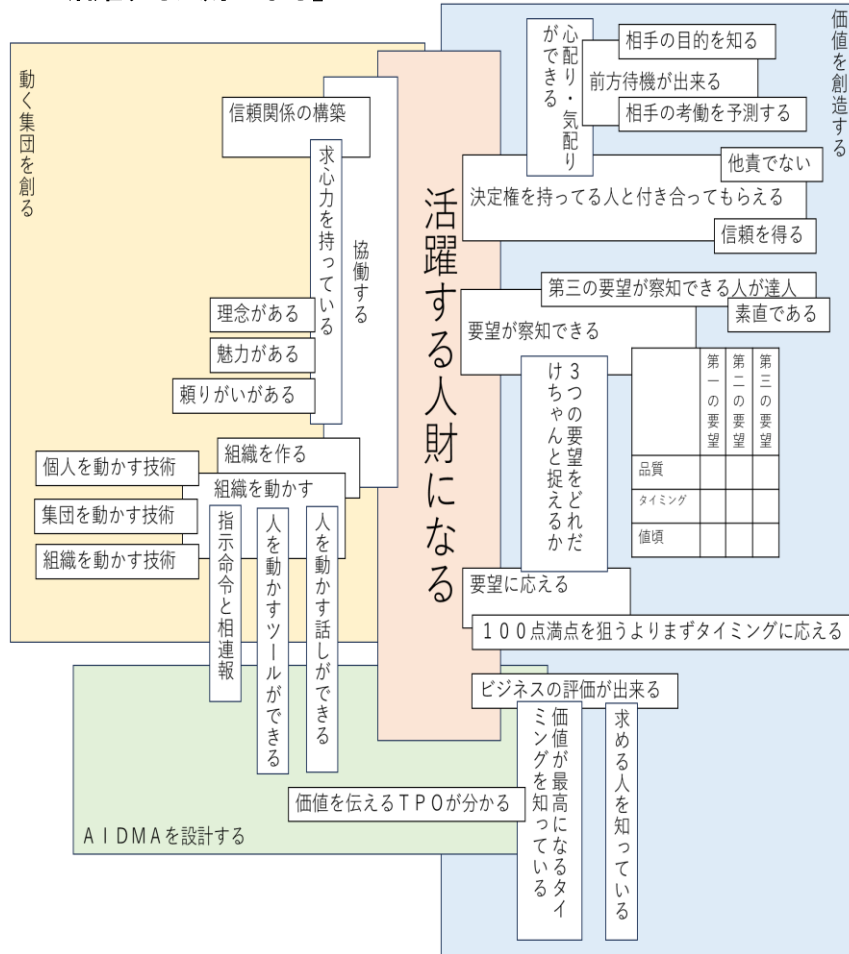 動く集団を創る
信頼関係の構築
求心力を持っている
協働する
理念がある
魅力がある
頼りがいがある
組織を作る
組織を動かす
個人を動かす技術
集団を動かす技術
組織を動かす技術
指示命令と相連報
人を動かすツールができる
人を動かす話しができる
活躍する人財になる
価値を創造する
心配り・気配り
ができる
相手の目的を知る
前方待機が出来る
相手の考働を予測する
他責でない
決定権を持ってる人と付き合ってもらえる
信頼を得る
第三の要望が察知できる人が達人
素直である
要望が察知できる
3つの要望をどれだ
けちゃんと捉えるか
第一の要望
第二の要望
第三の要望
品質
タイミング
値頃
要望に応える
100点満点を狙うよりまずタイミングに応える
ビジネスの評価が出来る
価値が最高になるタイ
ミングを知っている
求める人を知っている
価値を伝えるTPOが分かる
AIDMAを設計する